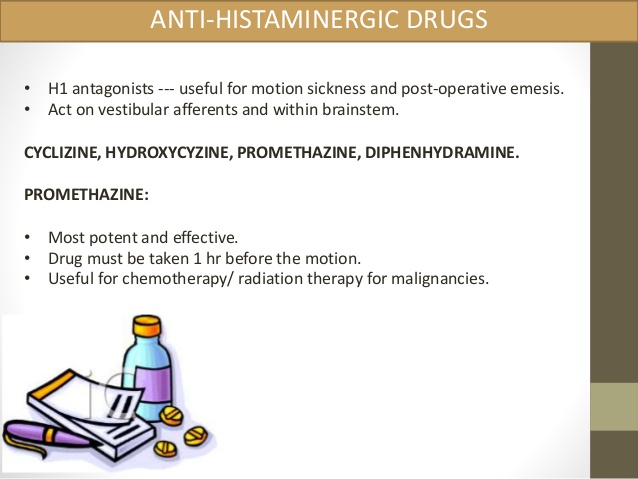 ANTI-HISTAMINERGIC DRUGS
• H1 antagonists --- useful for motion sickness and post-operative emesis.
• Act on vestibular afferents and within brainstem.
CYCLIZINE, HYDROXYCYZINE, PROMETHAZINE, DIPHENHYDRAMINE.
PROMETHAZINE:
• Most potent and effective.
• Drug must be taken 1 hr before the motion.
• Useful for chemotherapy/ radiation therapy for malignancies.